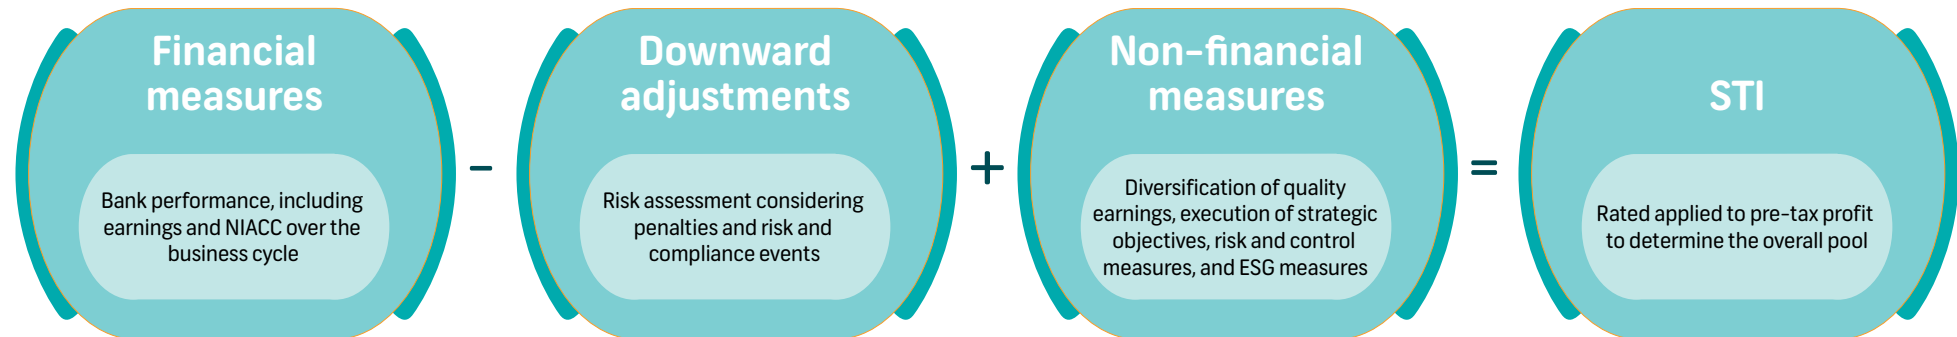 Financial
measures
Bank performance, including
earnings and NIACC over the
business cycle
-
Downward
adjustments
Risk assessment considering
penalties and risk and
compliance events
+
Non-financial
measures
Diversification of quality
earnings, execution of strategic
objectives, risk and control
measures, and ESG measures
=
STI
Rated applied to pre-tax profit
to determine the overall pool